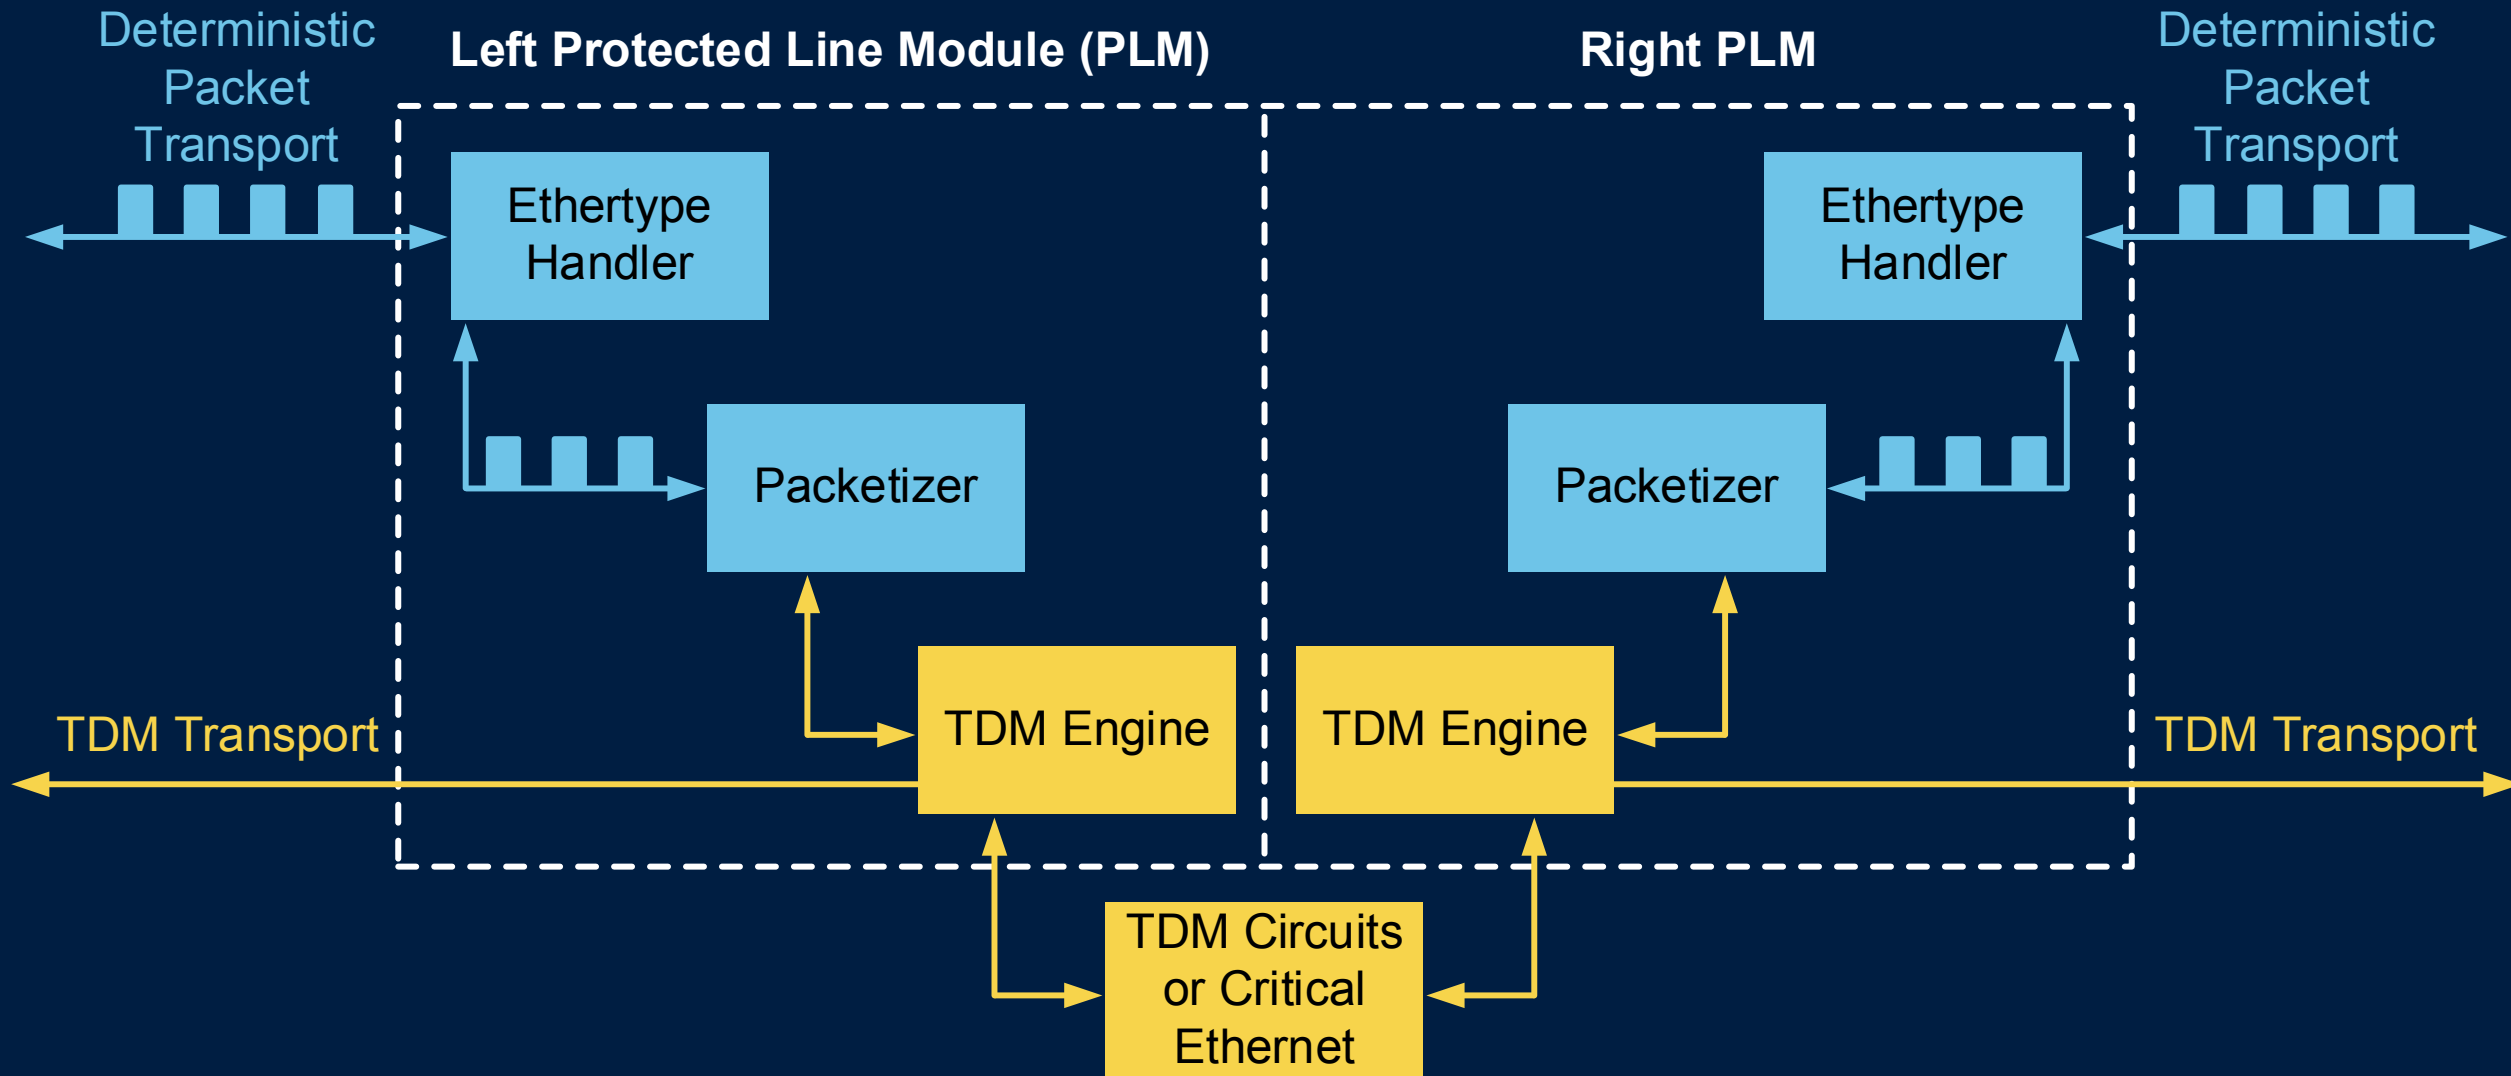 Deterministic
Packet
Transport
Left Protected Line Module (PLM)
Right PLM
Deterministic
Packet
Transport
Ethertype
Handler
Ethertype
Handler
Packetizer
Packetizer
TDM Transport
TDM Engine
TDM Engine
TDM Transport
TDM Circuits
or Critical
Ethernet